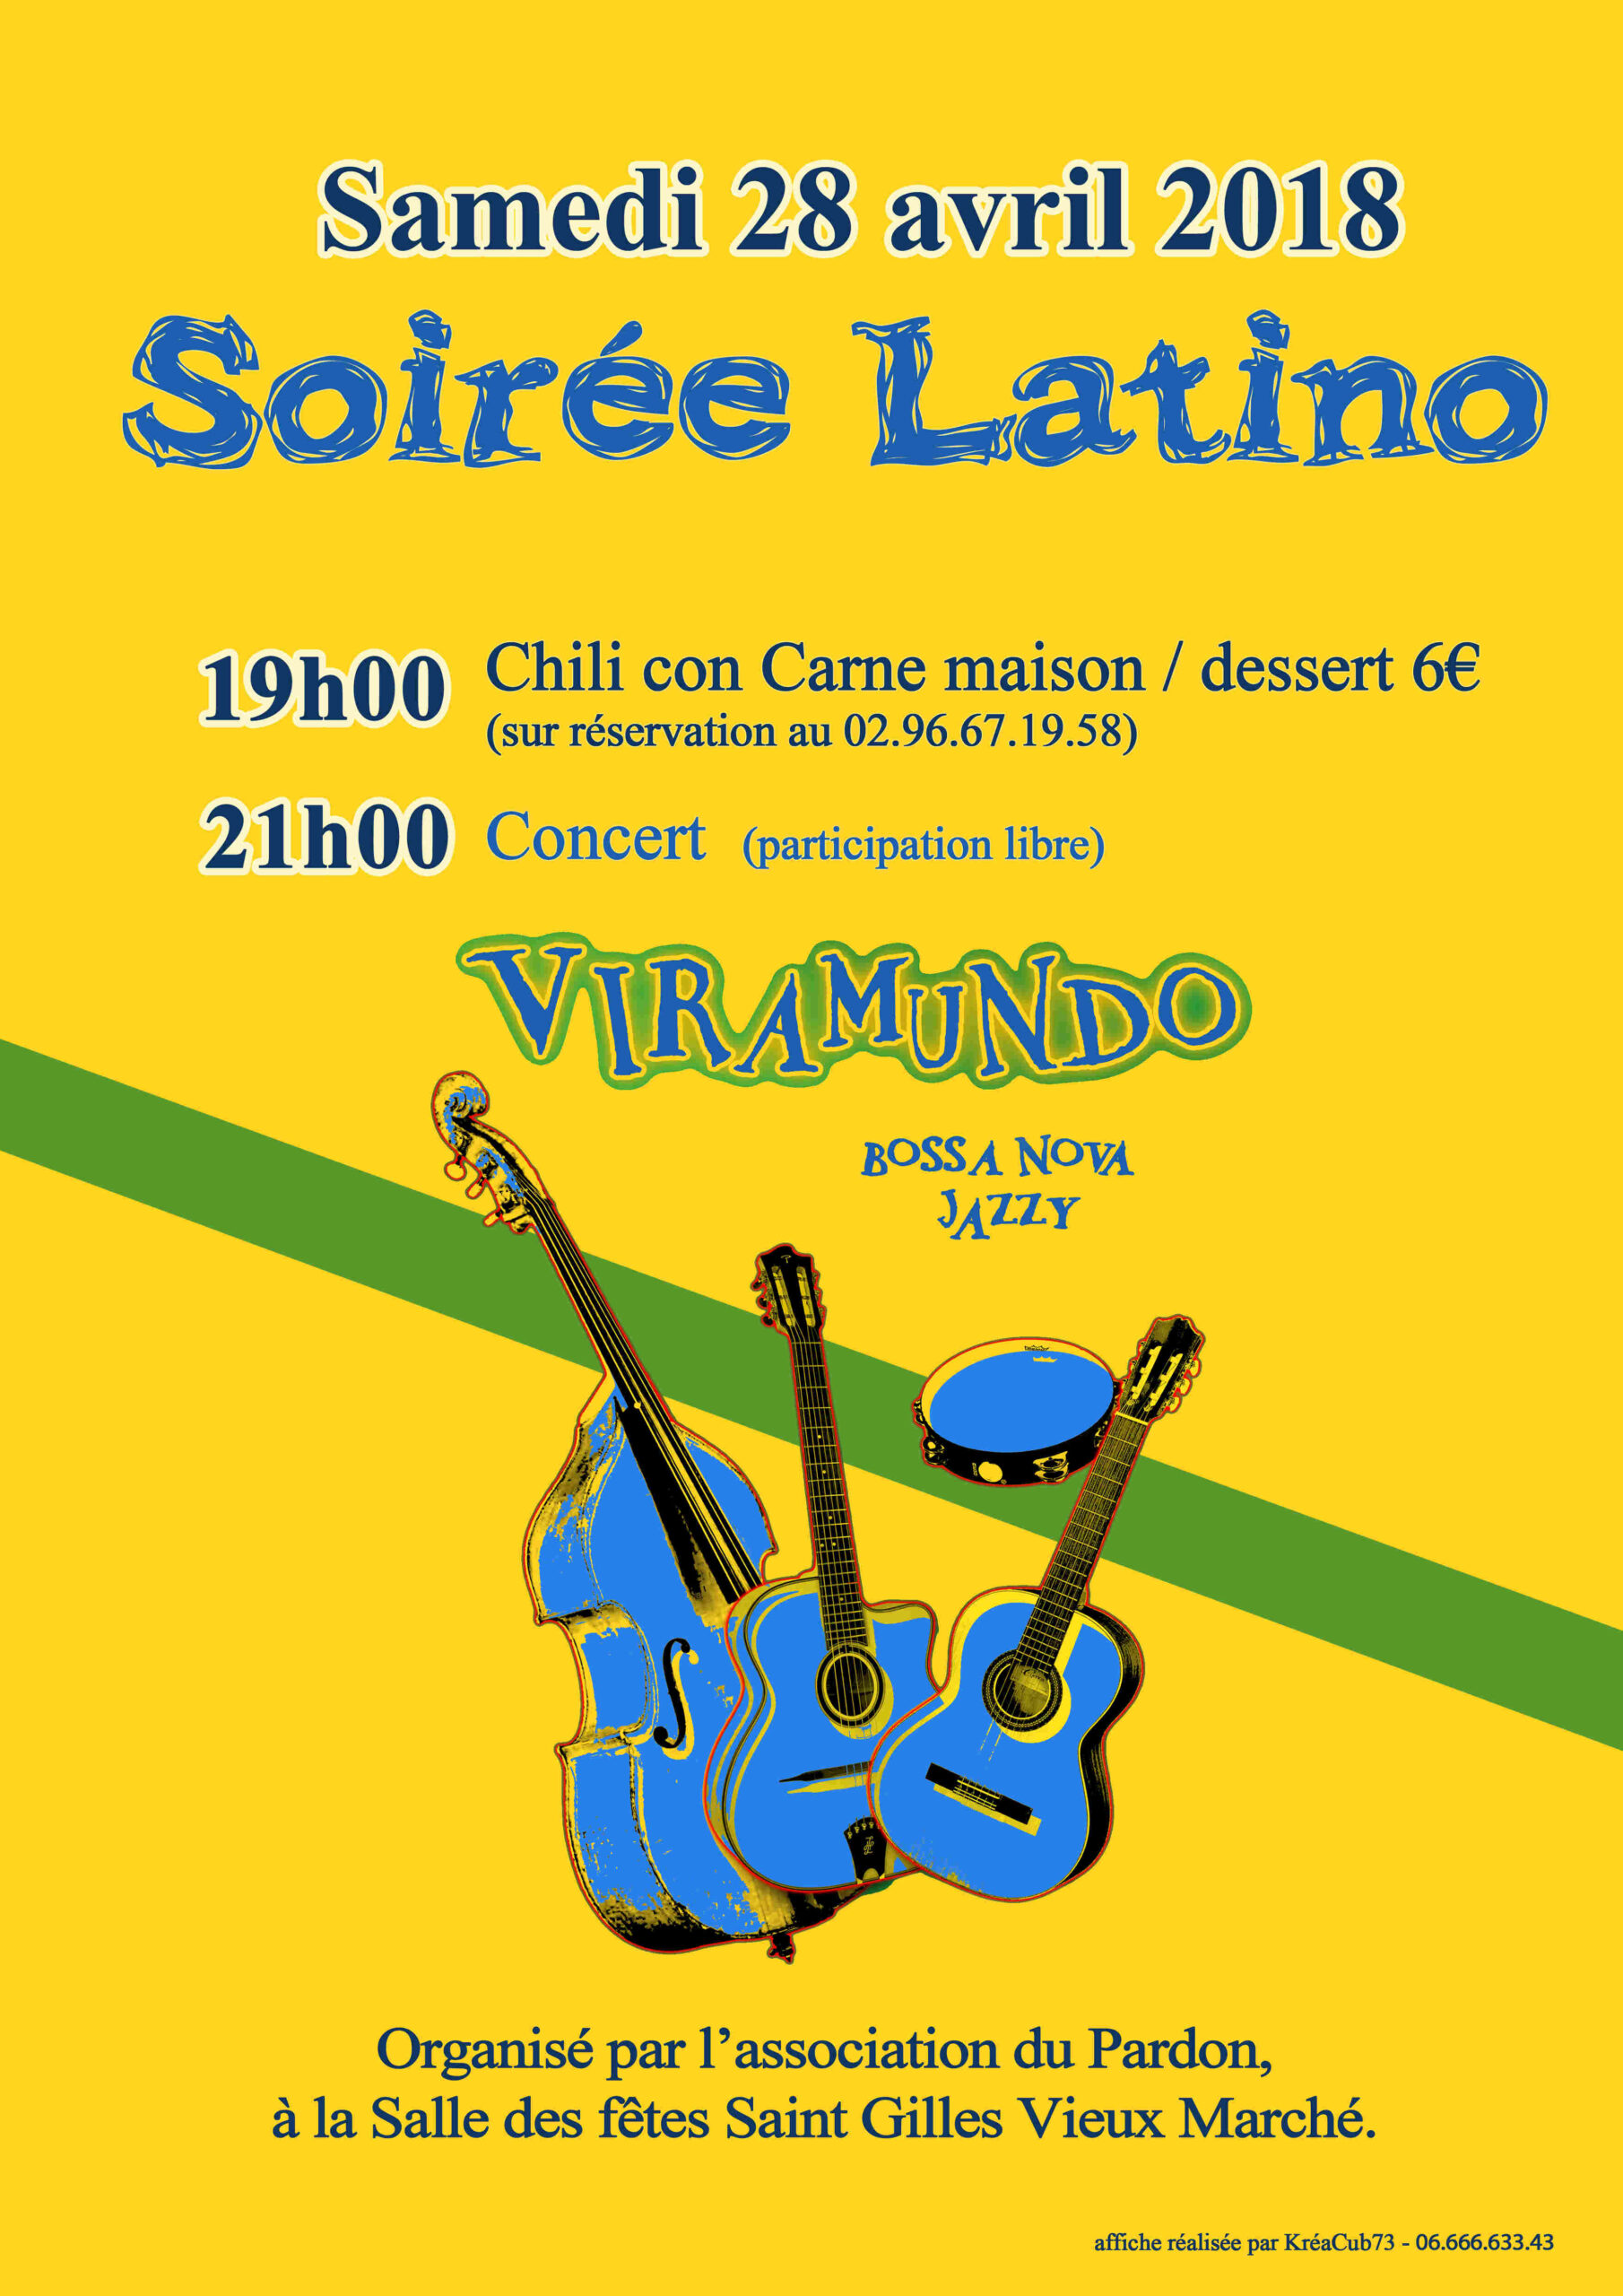 Samedi 28 avril 2018
Soirée Latino
19h00 Chili con Carne maison / dessert 6€
(sur réservation au 02.96.67.19.58)
21h00 Concert (participation libre)
VIRAMUNDO
BOSSA NOVA
JAZZY
Organisé par l’association du Pardon,
à la Salle des fêtes Saint Gilles Vieux Marché.
affiche réalisée par KréaCub73 - 06.666.633.43